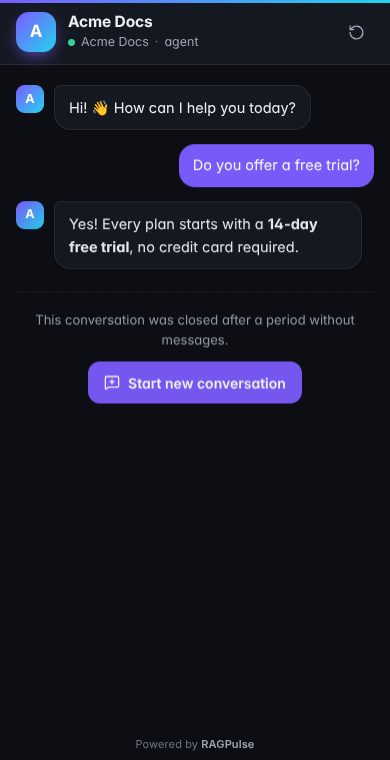 A
Acme Docs
Acme Docs · agent
A
Hi! 👋 How can I help you today?
Do you offer a free trial?
A
Yes! Every plan starts with a 14-day
free trial, no credit card required.
This conversation was closed after a period without
messages.
Start new conversation
Powered by RAGPulse